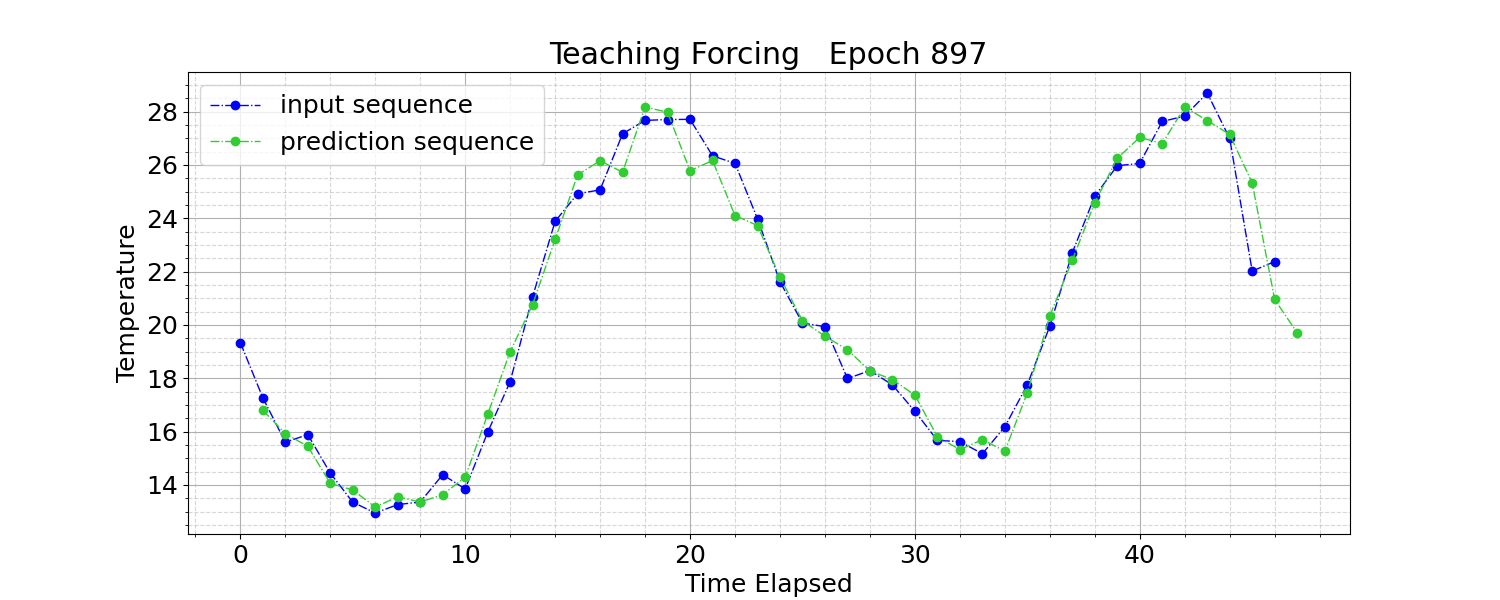 Teaching Forcing   Epoch 897
input sequence
prediction sequence
28
26
24
22
20
18
16
14
Temperature
0 10 20 30 40
Time Elapsed